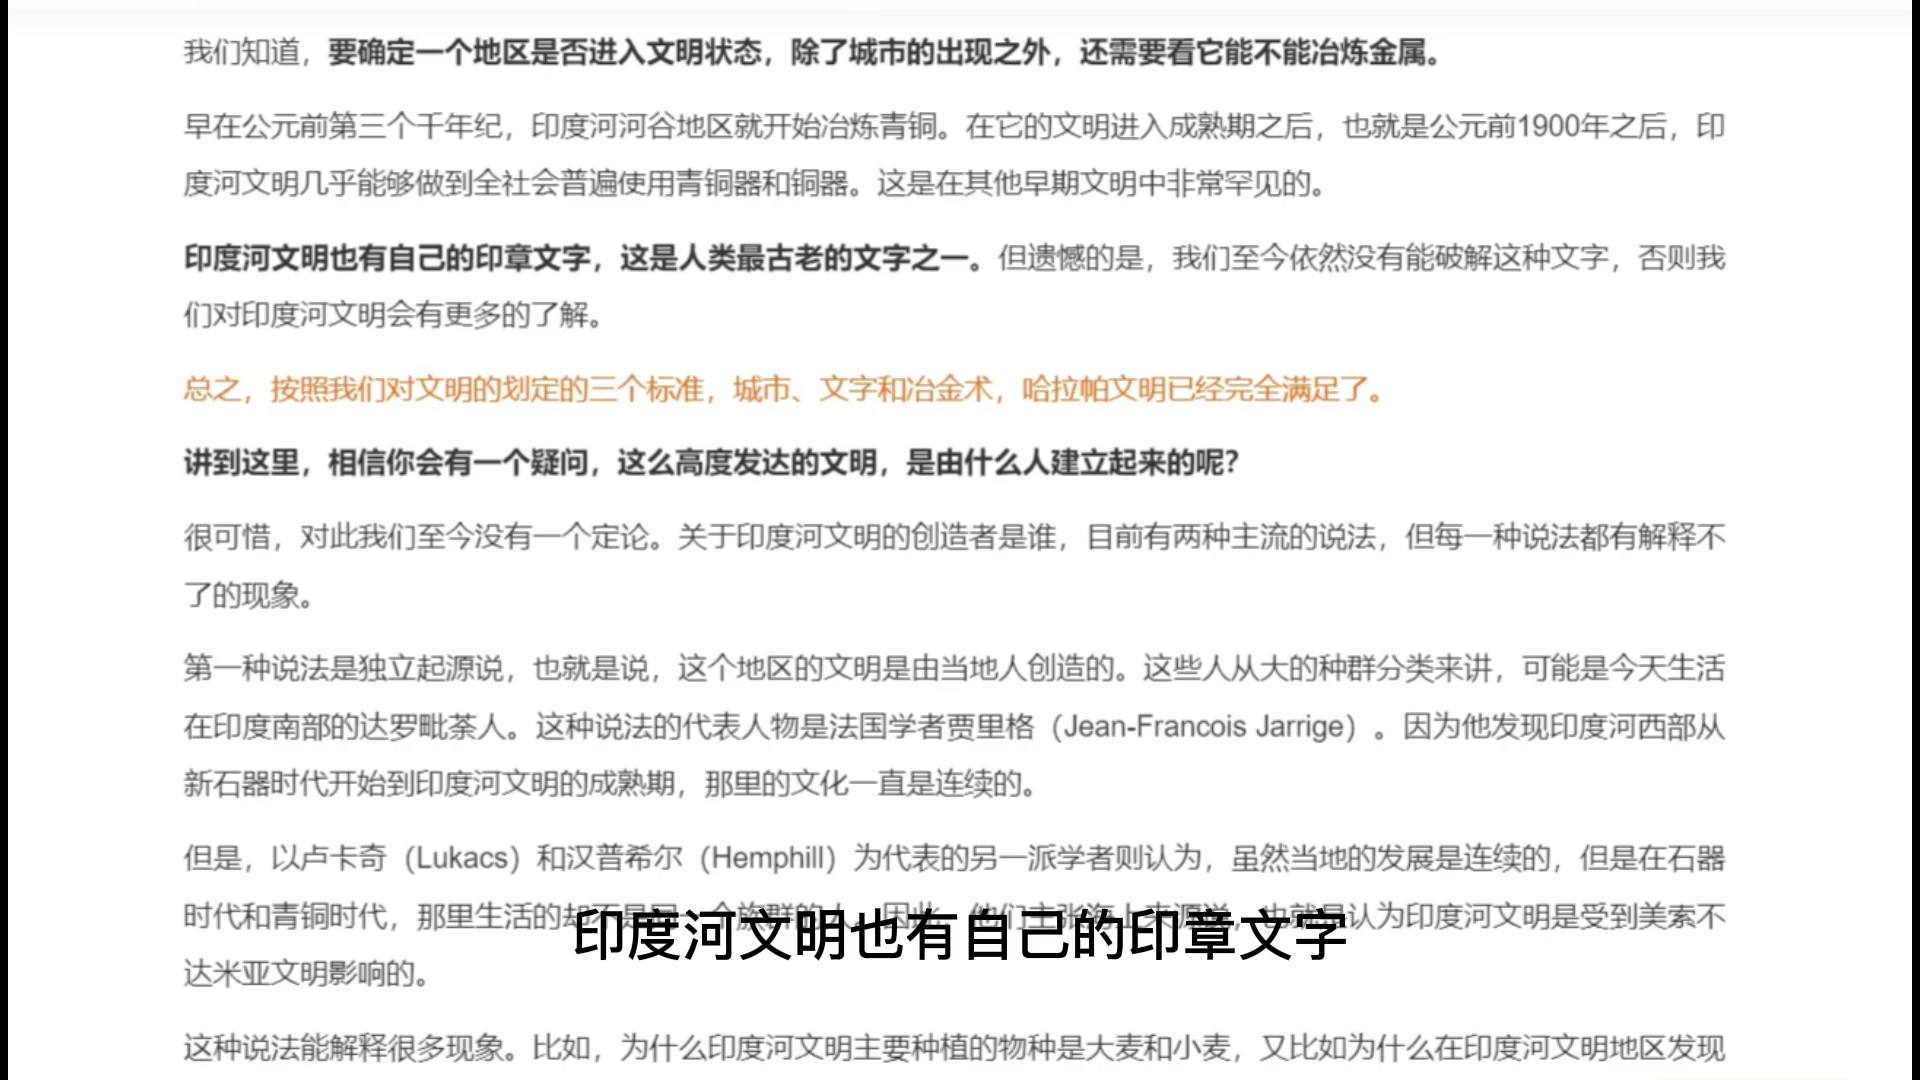 我们知道，要确定一个地区是否进入文明状态，除了城市的出现之外，还需要看它能不能冶炼金属。
早在公元前第三个千年纪，印度河河谷地区就开始冶炼青铜。在它的文明进入成熟期之后，也就是公元前1900年之后，印
度河文明几乎能够做到全社会普遍使用青铜器和铜器。这是在其他早期文明中非常罕见的。
印度河文明也有自己的印章文字，这是人类最古老的文字之一。但遗憾的是，我们至今依然没有能破解这种文字，否则我
们对印度河文明会有更多的了解。
总之，按照我们对文明的划定的三个标准，城市、文字和冶金术，哈拉帕文明已经完全满足了。
讲到这里，相信你会有一个疑问，这么高度发达的文明，是由什么人建立起来的呢？
很可惜，对此我们至今没有一个定论。关于印度河文明的创造者是谁，目前有两种主流的说法，但每一种说法都有解释不
了的现象。
第一种说法是独立起源说，也就是说，这个地区的文明是由当地人创造的。这些人从大的种群分类来讲，可能是今天生活
在印度南部的达罗毗荼人。这种说法的代表人物是法国学者贾里格（Jean-Francois Jarrige）。因为他发现印度河西部从
新石器时代开始到印度河文明的成熟期，那里的文化一直是连续的。
但是，以卢卡奇（Lukacs）和汉普希尔（Hemphill）为代表的另一派学者则认为，虽然当地的发展是连续的，但是在石器
时代和青铜时代，那里生活的却不是同一个族群的人。因此，他们主张海上来源说，也就是认为印度河文明是受到美索不
达米亚文明影响的。
印度河文明也有自己的印章文字
这种说法能解释很多现象。比如，为什么印度河文明主要种植的物种是大麦和小麦，又比如为什么在印度河文明地区发现